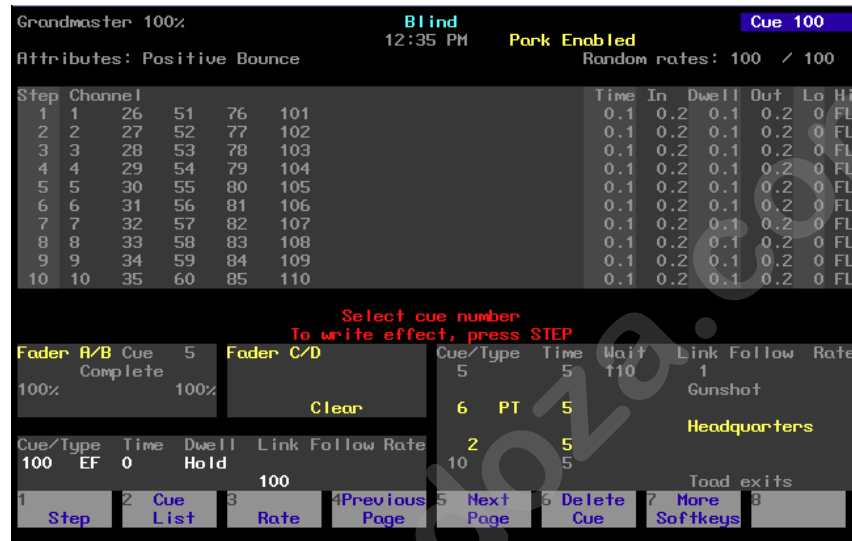 Grandmaster 100% Blind Cue 100
12:35 PM Park Enabled
Attributes: Positive Bounce Random rates: 100 / 100
Step Channel Time In Dwell Out Lo Hi
1 1 26 51 76 101 0.1 0.2 0.1 0.2 0 FL
2 2 27 52 77 102 0.1 0.2 0.1 0.2 0 FL
3 3 28 53 78 103 0.1 0.2 0.1 0.2 0 FL
4 4 29 54 79 104 0.1 0.2 0.1 0.2 0 FL
5 5 30 55 80 105 0.1 0.2 0.1 0.2 0 FL
6 6 31 56 81 106 0.1 0.2 0.1 0.2 0 FL
7 7 32 57 82 107 0.1 0.2 0.1 0.2 0 FL
8 8 33 58 83 108 0.1 0.2 0.1 0.2 0 FL
9 9 34 59 84 109 0.1 0.2 0.1 0.2 0 FL
10 10 35 60 85 110 0.1 0.2 0.1 0.2 0 FL
Select cue number
To write effect, press STEP
Fader A/B Cue 5 Fader C/D Cue/Type Time Wait Link Follow Rate
Complete 5 5 110 1
100% 100% Gunshot
Clear 6 PT 5
Headquarters
Cue/Type Time Dwell Link Follow Rate 2 5
100 EF 0 Hold 10 5
100 Toad exits
1 Step 2 Cue List 3 Rate 4 Previous Page 5 Next Page 6 Delete Cue 7 More Softkeys 8